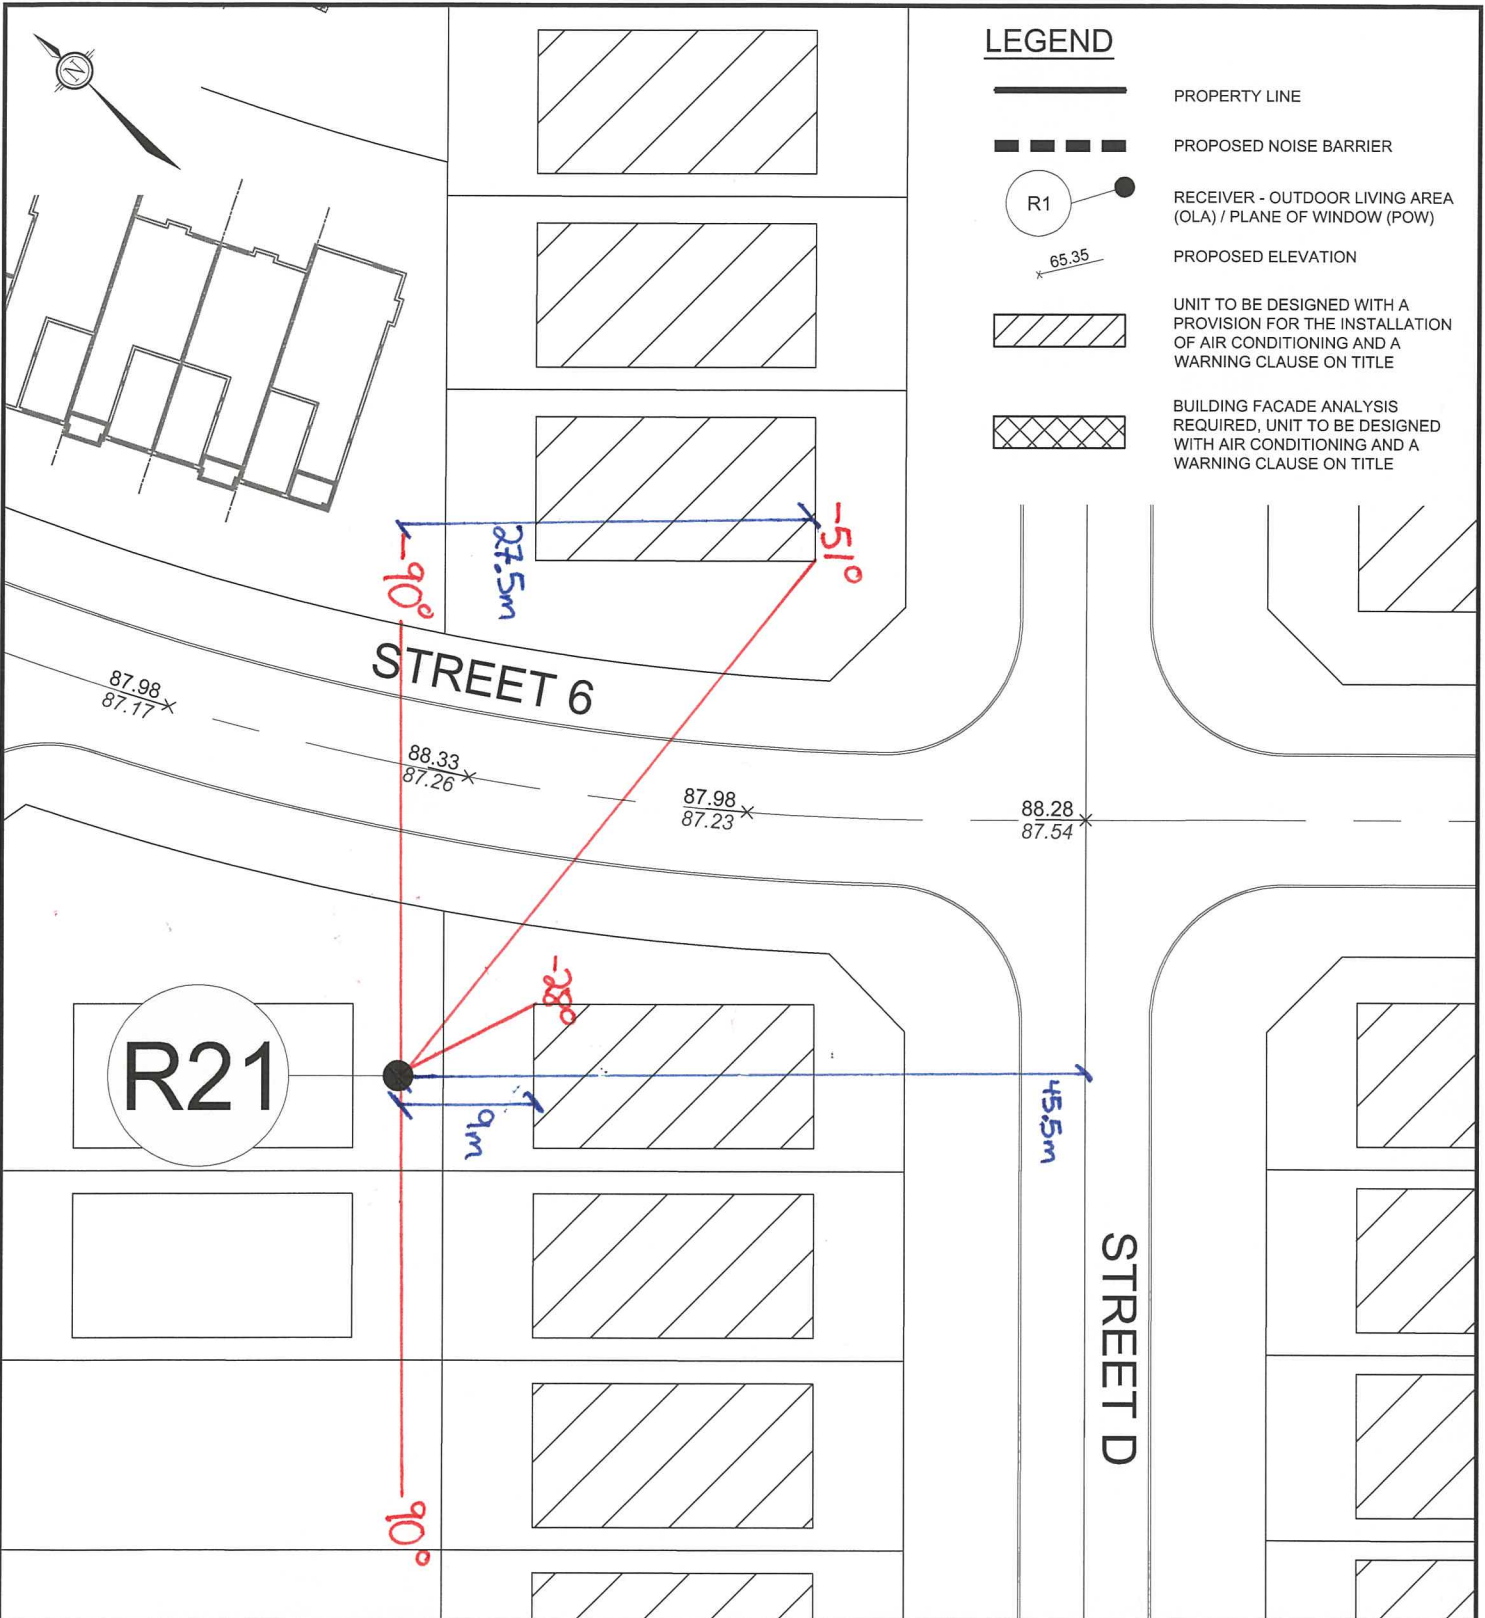 N
LEGEND
PROPERTY LINE
PROPOSED NOISE BARRIER
R1
RECEIVER - OUTDOOR LIVING AREA
(OLA) / PLANE OF WINDOW (POW)
65.35
PROPOSED ELEVATION
UNIT TO BE DESIGNED WITH A
PROVISION FOR THE INSTALLATION
OF AIR CONDITIONING AND A
WARNING CLAUSE ON TITLE
BUILDING FACADE ANALYSIS
REQUIRED, UNIT TO BE DESIGNED
WITH AIR CONDITIONING AND A
WARNING CLAUSE ON TITLE
-51°
27.5m
-90°
STREET 6
87.98
87.17
88.33
87.26
87.98
87.23
88.28
87.54
-28°
R21
9m
45.5m
STREET D
90°